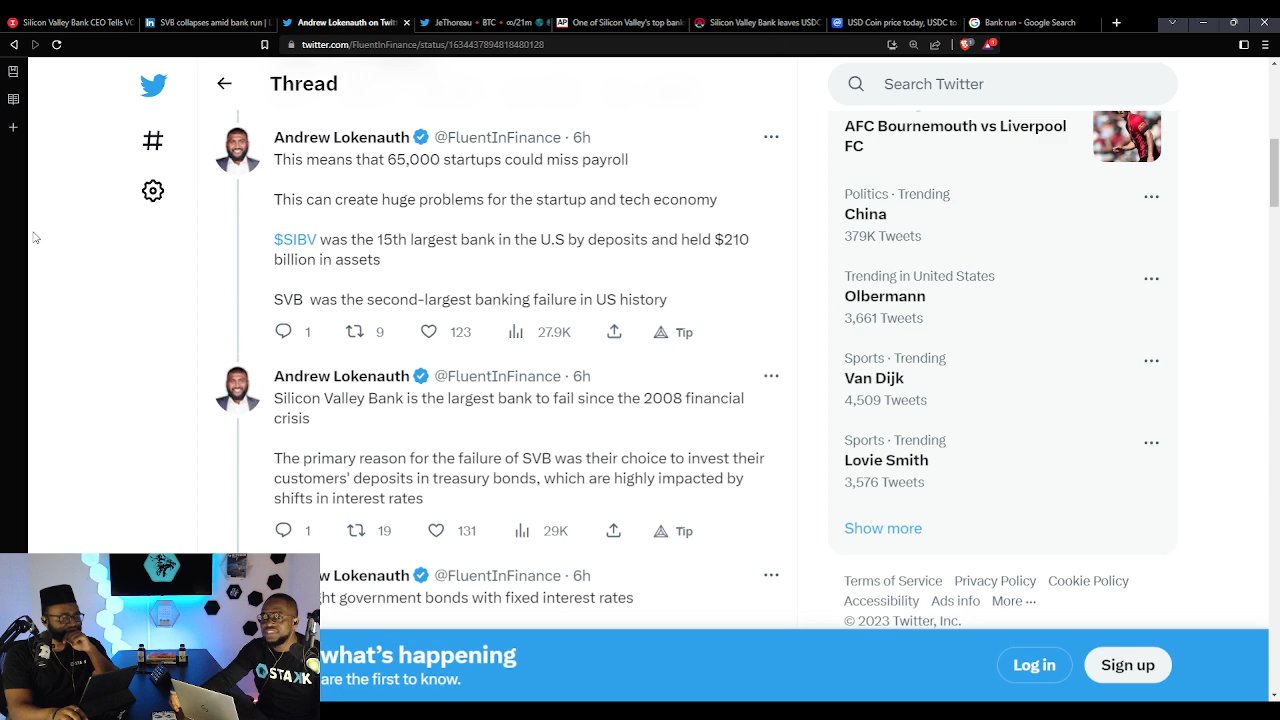 Silicon Valley Bank Cell Tells VC
SVB collapses amid bank run | L
Andrew Lokenauth on Twit
JeThoreau • BTC ∞/21m
One of Silicon Valley's top bank
Silicon Valley Bank leaves USDC
USD Coin price today, USDC to
Bank run - Google Search
twitter.com/FluentInFinance/status/1634437894818480128
Thread
Search Twitter
Andrew Lokenauth @FluentInFinance · 6h
This means that 65,000 startups could miss payroll
This can create huge problems for the startup and tech economy
$SIBV was the 15th largest bank in the U.S by deposits and held $210
billion in assets
SVB was the second-largest banking failure in US history
1 9 123 27.9K Tip
Andrew Lokenauth @FluentInFinance · 6h
Silicon Valley Bank is the largest bank to fail since the 2008 financial
crisis
The primary reason for the failure of SVB was their choice to invest their
customers' deposits in treasury bonds, which are highly impacted by
shifts in interest rates
1 19 131 29K Tip
w Lokenauth @FluentInFinance · 6h
ght government bonds with fixed interest rates
AFC Bournemouth vs Liverpool
FC
Politics · Trending
China
379K Tweets
Trending in United States
Olbermann
3,661 Tweets
Sports · Trending
Van Dijk
4,509 Tweets
Sports · Trending
Lovie Smith
3,576 Tweets
Show more
Terms of Service Privacy Policy Cookie Policy
Accessibility Ads info More ···
© 2023 Twitter, Inc.
what's happening
are the first to know.
Log in
Sign up
STAKK